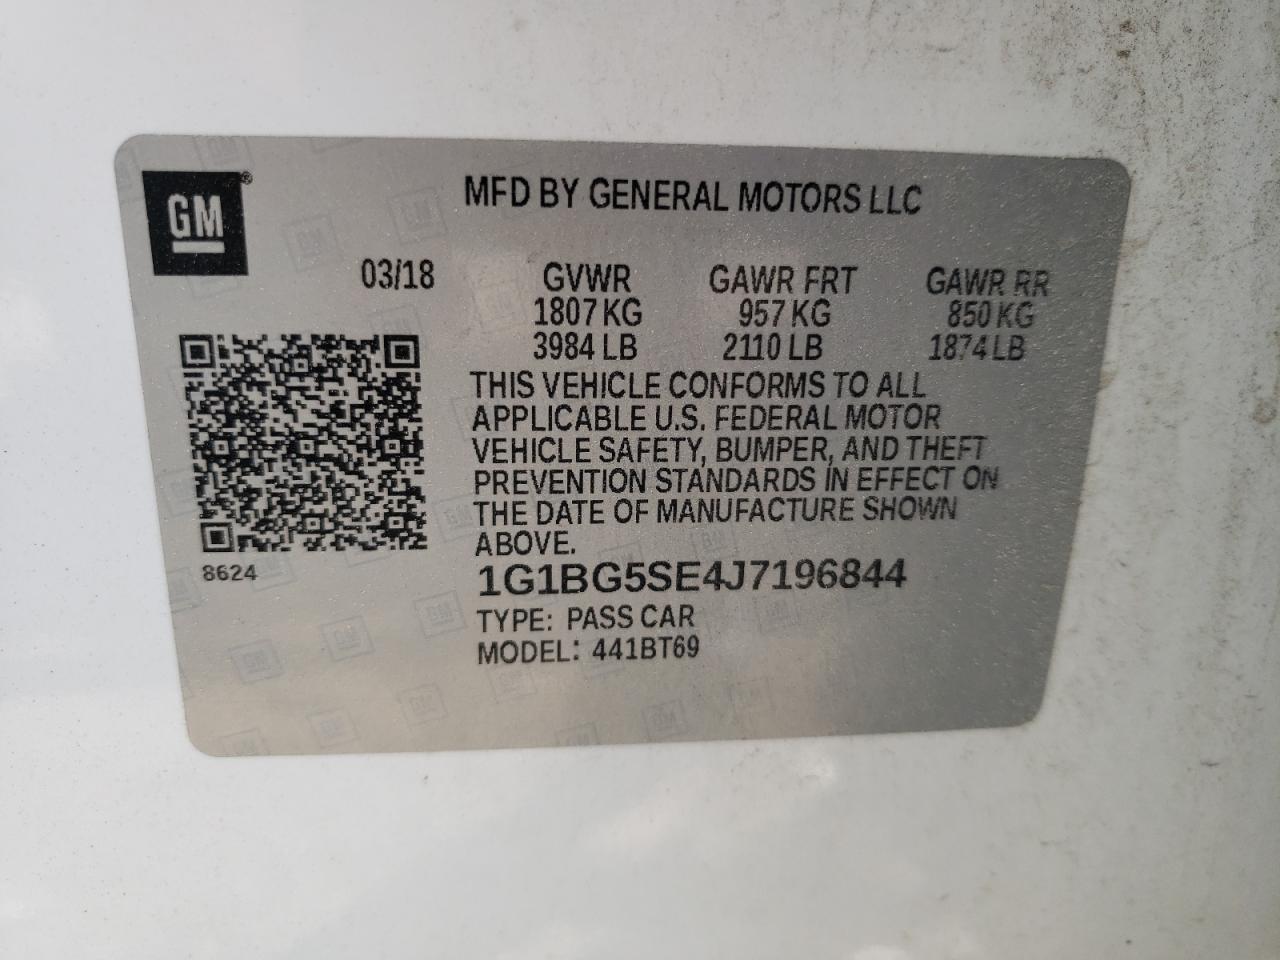 GM®
MFD BY GENERAL MOTORS LLC
03/18 GVWR GAWR FRT GAWR RR
1807 KG 957 KG 850 KG
3984 LB 2110 LB 1874 LB
THIS VEHICLE CONFORMS TO ALL
APPLICABLE U.S. FEDERAL MOTOR
VEHICLE SAFETY, BUMPER, AND THEFT
PREVENTION STANDARDS IN EFFECT ON
THE DATE OF MANUFACTURE SHOWN
ABOVE.
8624
1G1BG5SE4J7196844
TYPE: PASS CAR
MODEL: 441BT69